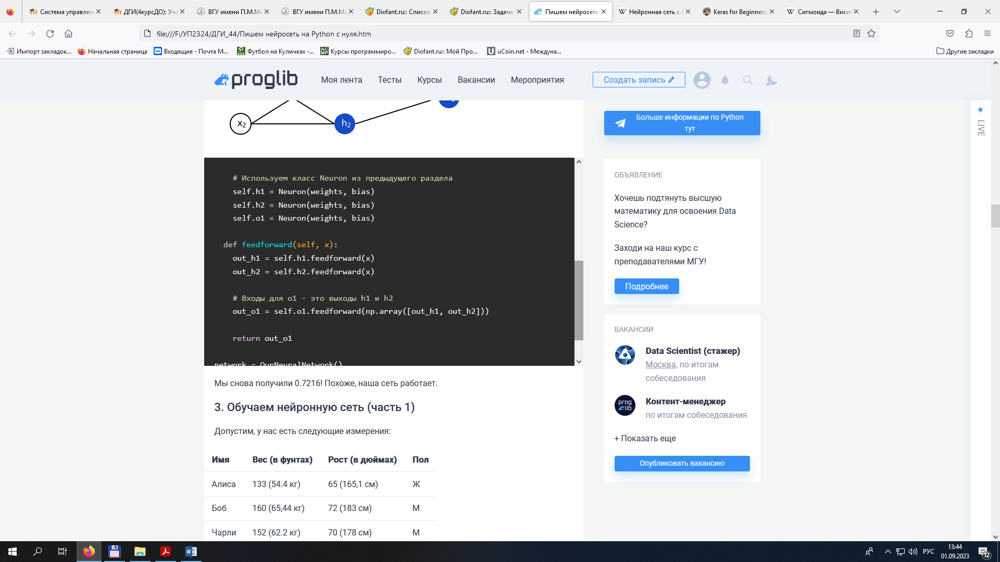 Систему управлен
ДГИ(4курсДО): Уча
ВГУ имени П.М.Ма
ВГУ имени П.М.Ма
Diofant.ru:: Список
Diofant.ru:: Задача
Пишем нейросеть
Нейронная сеть с п
Keras for Beginners:
Сигмоида — Вики
file:///F:/УП2324/ДГИ_44/Пишем нейросеть на Python с нуля.htm
Импорт закладок...
Начальная страница
Входящие - Почта M...
Футбол на Куличках -...
Курсы программиро...
Diofant.ru:: Мой Про...
uCoin.net - Междуна...
Другие закладки
proglib
Моя лента
Тесты
Курсы
Вакансии
Мероприятия
Создать запись
x2
h2
# Используем класс Neuron из предыдущего раздела
self.h1 = Neuron(weights, bias)
self.h2 = Neuron(weights, bias)
self.o1 = Neuron(weights, bias)
def feedforward(self, x):
out_h1 = self.h1.feedforward(x)
out_h2 = self.h2.feedforward(x)
# Входы для o1 - это выходы h1 и h2
out_o1 = self.o1.feedforward(np.array([out_h1, out_h2]))
return out_o1
network = OurNeuralNetwork()
Мы снова получили 0.7216! Похоже, наша сеть работает.
3. Обучаем нейронную сеть (часть 1)
Допустим, у нас есть следующие измерения:
Имя Вес (в фунтах) Рост (в дюймах) Пол
Алиса 133 (54.4 кг) 65 (165,1 см) Ж
Боб 160 (65,44 кг) 72 (183 см) М
Чарли 152 (62.2 кг) 70 (178 см) М
Больше информации по Python
тут
ОБЪЯВЛЕНИЕ
Хочешь подтянуть высшую
математику для освоения Data
Science?
Заходи на наш курс с
преподавателями МГУ!
Подробнее
ВАКАНСИИ
Data Scientist (стажер)
Москва, по итогам
собеседования
prog
lib
Контент-менеджер
по итогам собеседования
+ Показать еще
Опубликовать вакансию
LIVE
РУС
13:44
01.09.2023
12